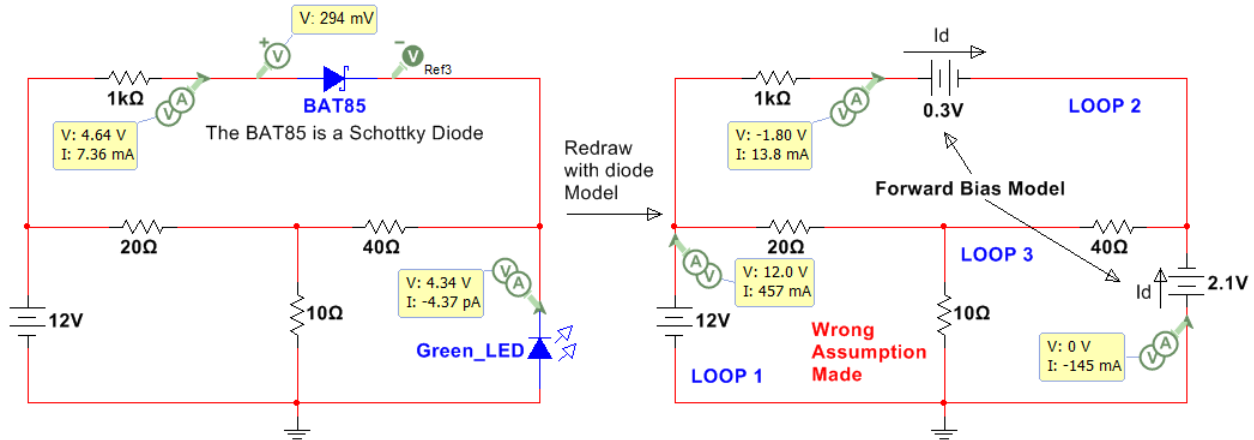 V: 294 mV
+
V
−
V
Ref3
1kΩ
V
A
BAT85
V: 4.64 V
I: 7.36 mA
The BAT85 is a Schottky Diode
20Ω
40Ω
V: 4.34 V
I: -4.37 pA
V
A
12V
10Ω
Green_LED
Redraw
with diode
Model
Id
1kΩ
V
A
0.3V
LOOP 2
V: -1.80 V
I: 13.8 mA
Forward Bias Model
20Ω
40Ω
LOOP 3
A
V
V: 12.0 V
I: 457 mA
Id
2.1V
12V
10Ω
Wrong
Assumption
Made
LOOP 1
V: 0 V
I: -145 mA
V
A